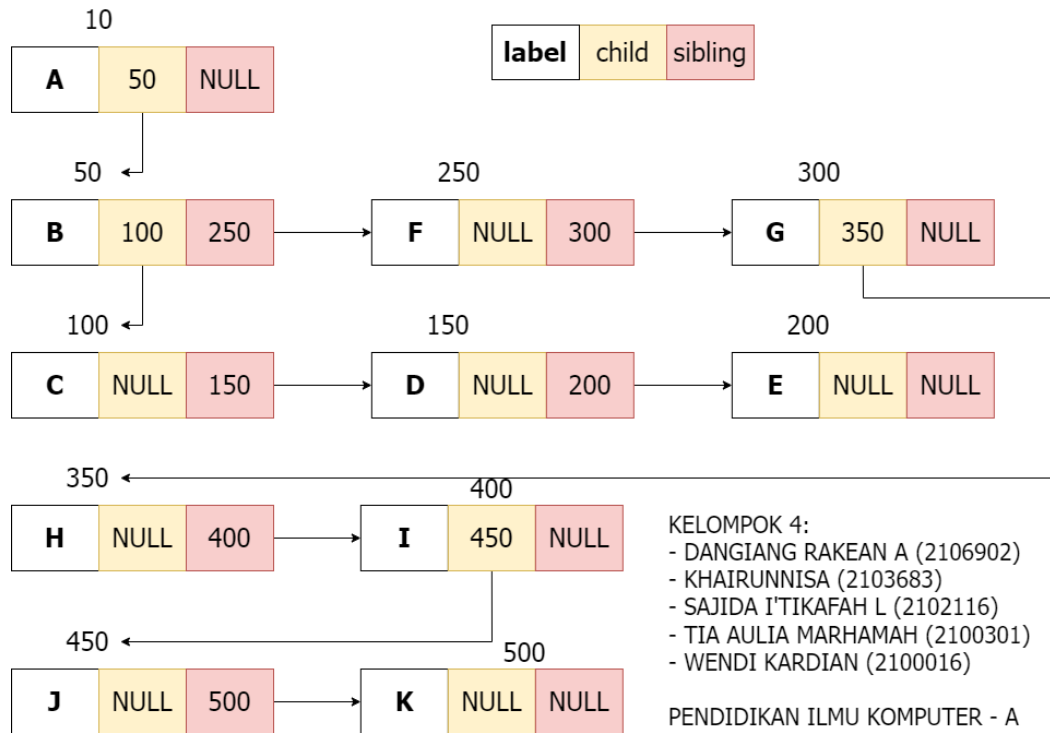 10
label child sibling
A 50 NULL
50 250 300
B 100 250 F NULL 300 G 350 NULL
100 150 200
C NULL 150 D NULL 200 E NULL NULL
350 400
H NULL 400 I 450 NULL
450 500
J NULL 500 K NULL NULL
KELOMPOK 4:
- DANGIANG RAKEAN A (2106902)
- KHAIRUNNISA (2103683)
- SAJIDA I'TIKAFAH L (2102116)
- TIA AULIA MARHAMAH (2100301)
- WENDI KARDIAN (2100016)
PENDIDIKAN ILMU KOMPUTER - A